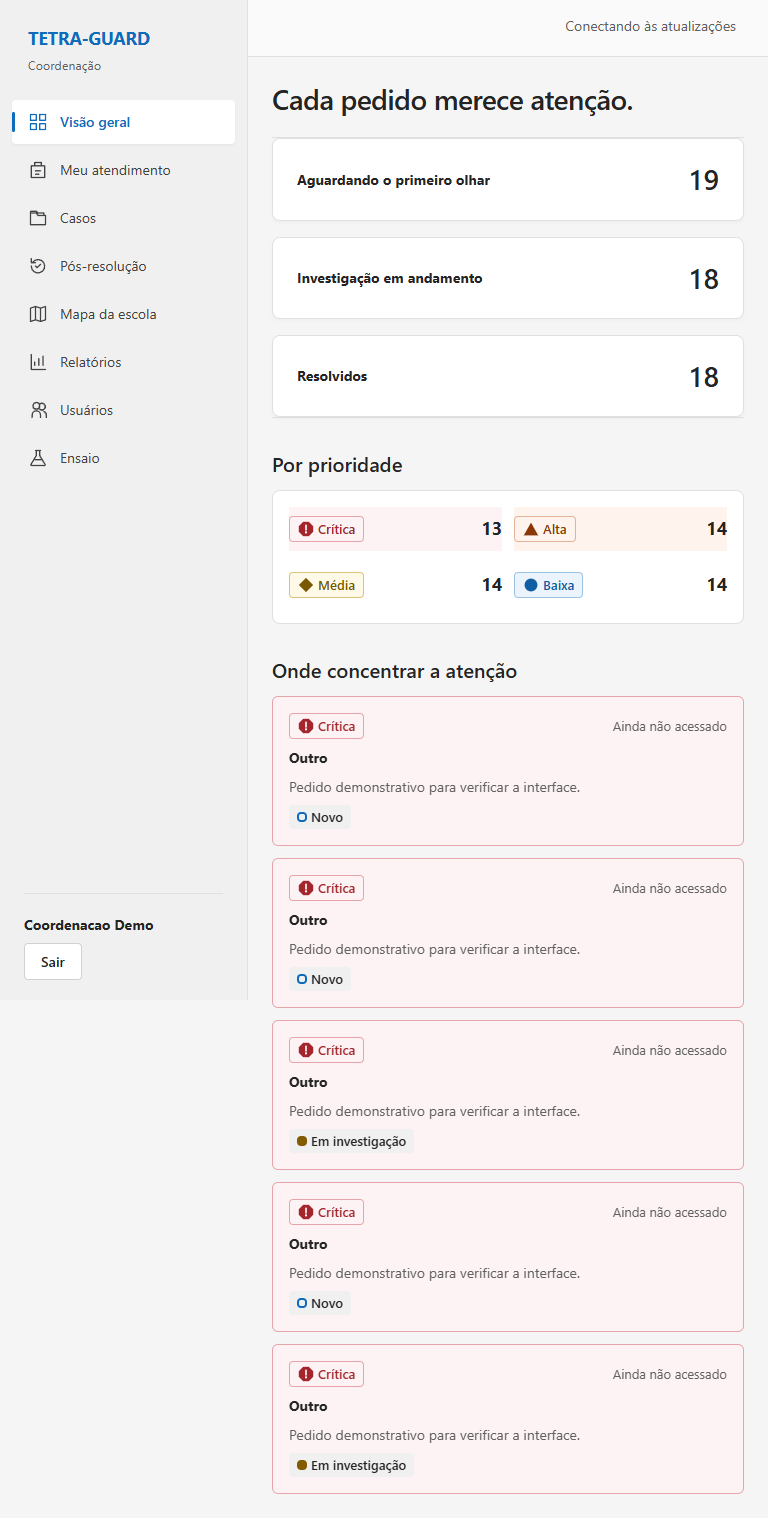 TETRA-GUARD
Coordenação
Visão geral
Meu atendimento
Casos
Pós-resolução
Mapa da escola
Relatórios
Usuários
Ensaio
Coordenacao Demo
Sair
Conectando às atualizações
Cada pedido merece atenção.
Aguardando o primeiro olhar 19
Investigação em andamento 18
Resolvidos 18
Por prioridade
Crítica 13 Alta 14
Média 14 Baixa 14
Onde concentrar a atenção
Crítica Ainda não acessado
Outro
Pedido demonstrativo para verificar a interface.
Novo
Crítica Ainda não acessado
Outro
Pedido demonstrativo para verificar a interface.
Novo
Crítica Ainda não acessado
Outro
Pedido demonstrativo para verificar a interface.
Em investigação
Crítica Ainda não acessado
Outro
Pedido demonstrativo para verificar a interface.
Novo
Crítica Ainda não acessado
Outro
Pedido demonstrativo para verificar a interface.
Em investigação